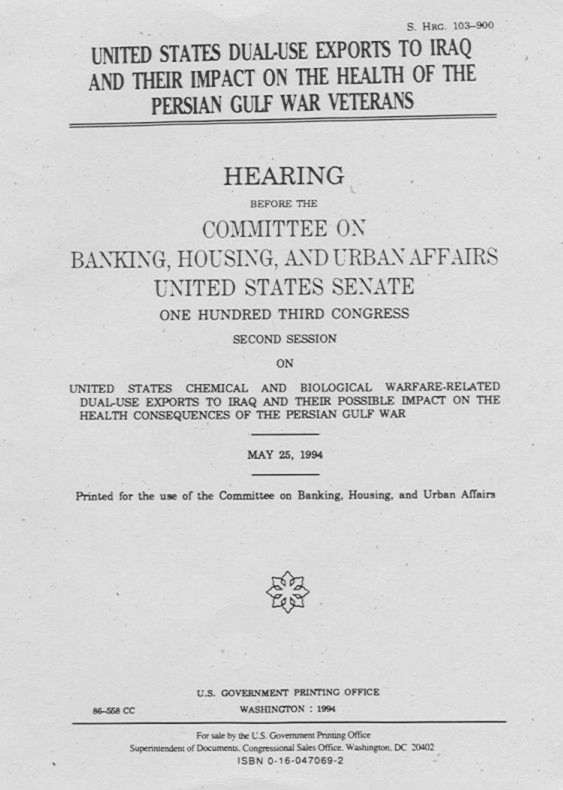 S. HRG. 103–900
UNITED STATES DUAL-USE EXPORTS TO IRAQ
AND THEIR IMPACT ON THE HEALTH OF THE
PERSIAN GULF WAR VETERANS
HEARING
BEFORE THE
COMMITTEE ON
BANKING, HOUSING, AND URBAN AFFAIRS
UNITED STATES SENATE
ONE HUNDRED THIRD CONGRESS
SECOND SESSION
ON
UNITED STATES CHEMICAL AND BIOLOGICAL WARFARE-RELATED
DUAL-USE EXPORTS TO IRAQ AND THEIR POSSIBLE IMPACT ON THE
HEALTH CONSEQUENCES OF THE PERSIAN GULF WAR
MAY 25, 1994
Printed for the use of the Committee on Banking, Housing, and Urban Affairs
U.S. GOVERNMENT PRINTING OFFICE
86–558 CC WASHINGTON : 1994
For sale by the U.S. Government Printing Office
Superintendent of Documents, Congressional Sales Office, Washington, DC 20402
ISBN 0-16-047069-2